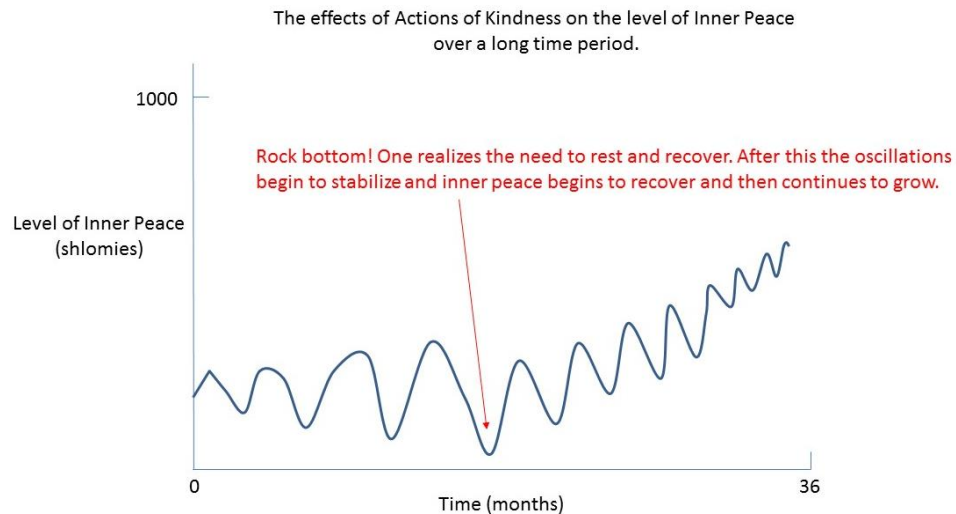 The effects of Actions of Kindness on the level of Inner Peace
over a long time period.
1000
Rock bottom! One realizes the need to rest and recover. After this the oscillations
begin to stabilize and inner peace begins to recover and then continues to grow.
Level of Inner Peace
(shlomies)
0
36
Time (months)